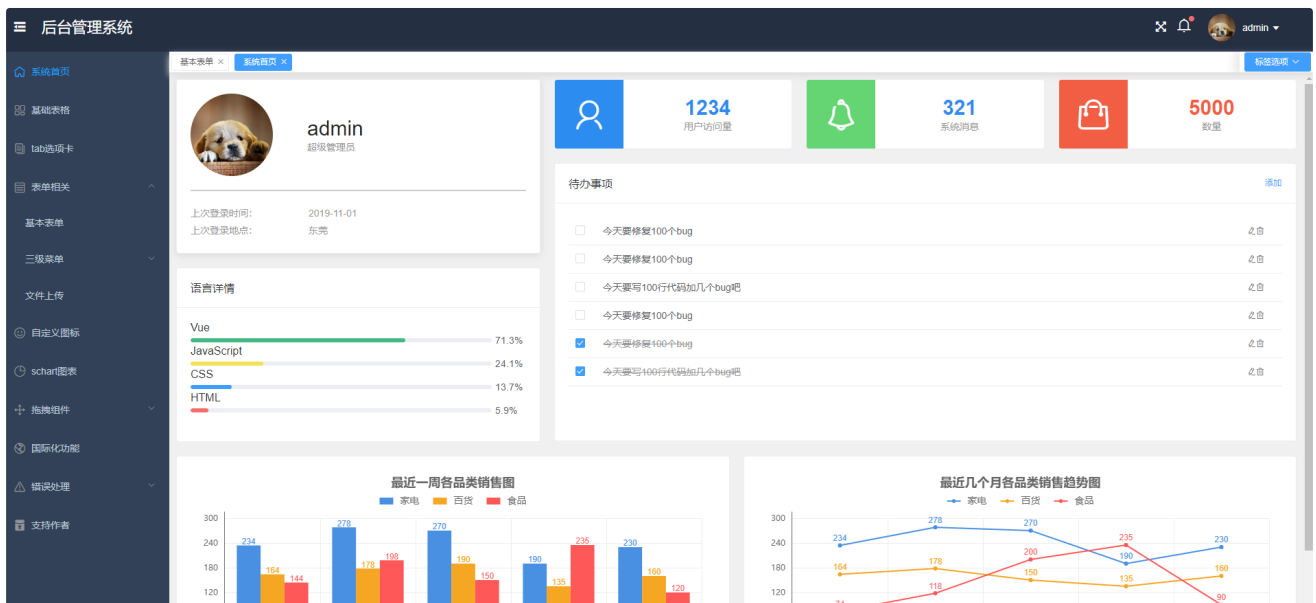 后台管理系统
admin
系统首页
基础表格
tab选项卡
表单相关
基本表单
三级菜单
文件上传
自定义图标
schart图表
拖拽组件
国际化功能
错误处理
支持作者
基本表单 系统首页 标签选项
admin
超级管理员
上次登录时间: 2019-11-01
上次登录地点: 东莞
语言详情
Vue
71.3%
JavaScript
24.1%
CSS
13.7%
HTML
5.9%
1234
用户访问量
321
系统消息
5000
数量
待办事项 添加
今天要修复100个bug
今天要修复100个bug
今天要写100行代码加几个bug吧
今天要修复100个bug
今天要修复100个bug
今天要写100行代码加几个bug吧
最近一周各品类销售图
家电 百货 食品
300
240
180
120
234 164 144
278 178 198
270 190 150
190 135 235
230 160 120
最近几个月各品类销售趋势图
家电 百货 食品
300
240
180
120
234 278 270 190 230
164 178 150 135 160
118 200 235 90